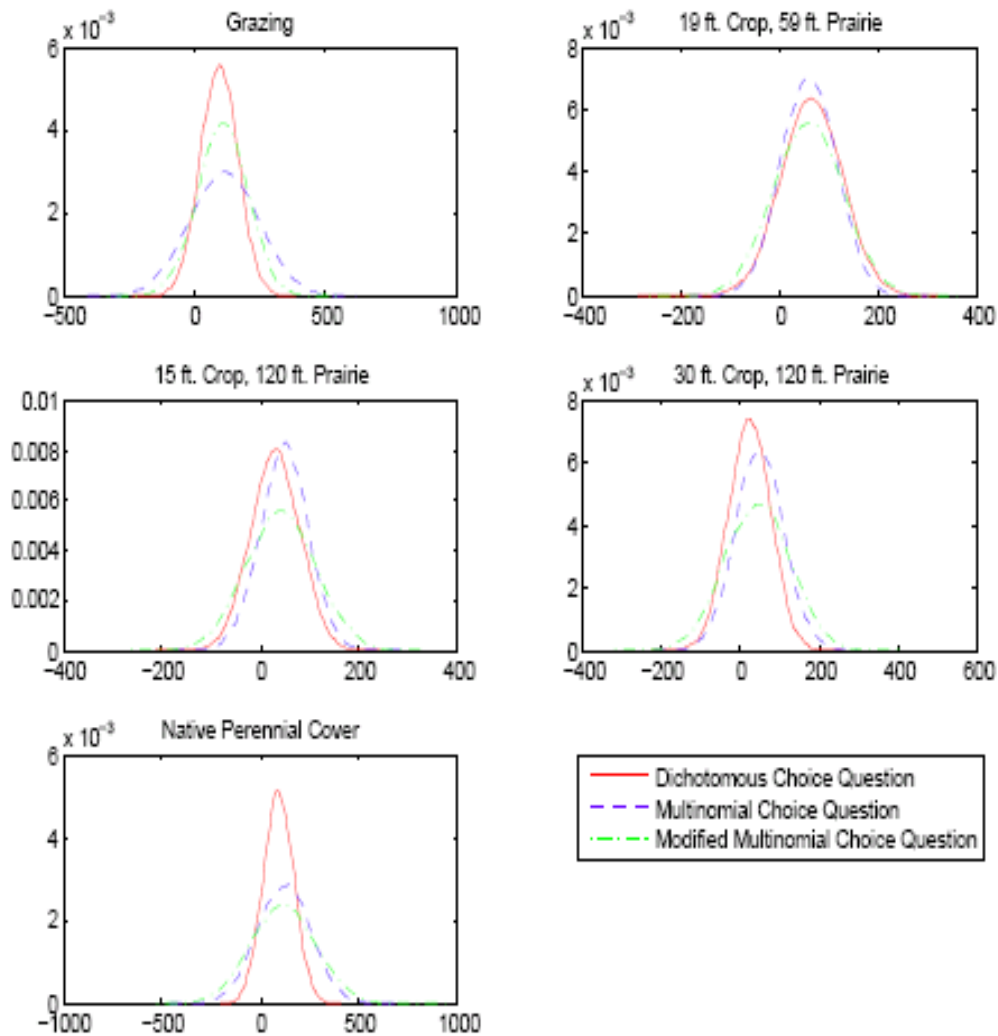 Grazing
x 10⁻³
6
4
2
0
−500 0 500 1000
19 ft. Crop, 59 ft. Prairie
x 10⁻³
8
6
4
2
0
−400 −200 0 200 400
15 ft. Crop, 120 ft. Prairie
0.01
0.008
0.006
0.004
0.002
0
−400 −200 0 200 400
30 ft. Crop, 120 ft. Prairie
x 10⁻³
8
6
4
2
0
−400 −200 0 200 400 600
Native Perennial Cover
x 10⁻³
6
4
2
0
−1000 −500 0 500 1000
Dichotomous Choice Question
Multinomial Choice Question
Modified Multinomial Choice Question